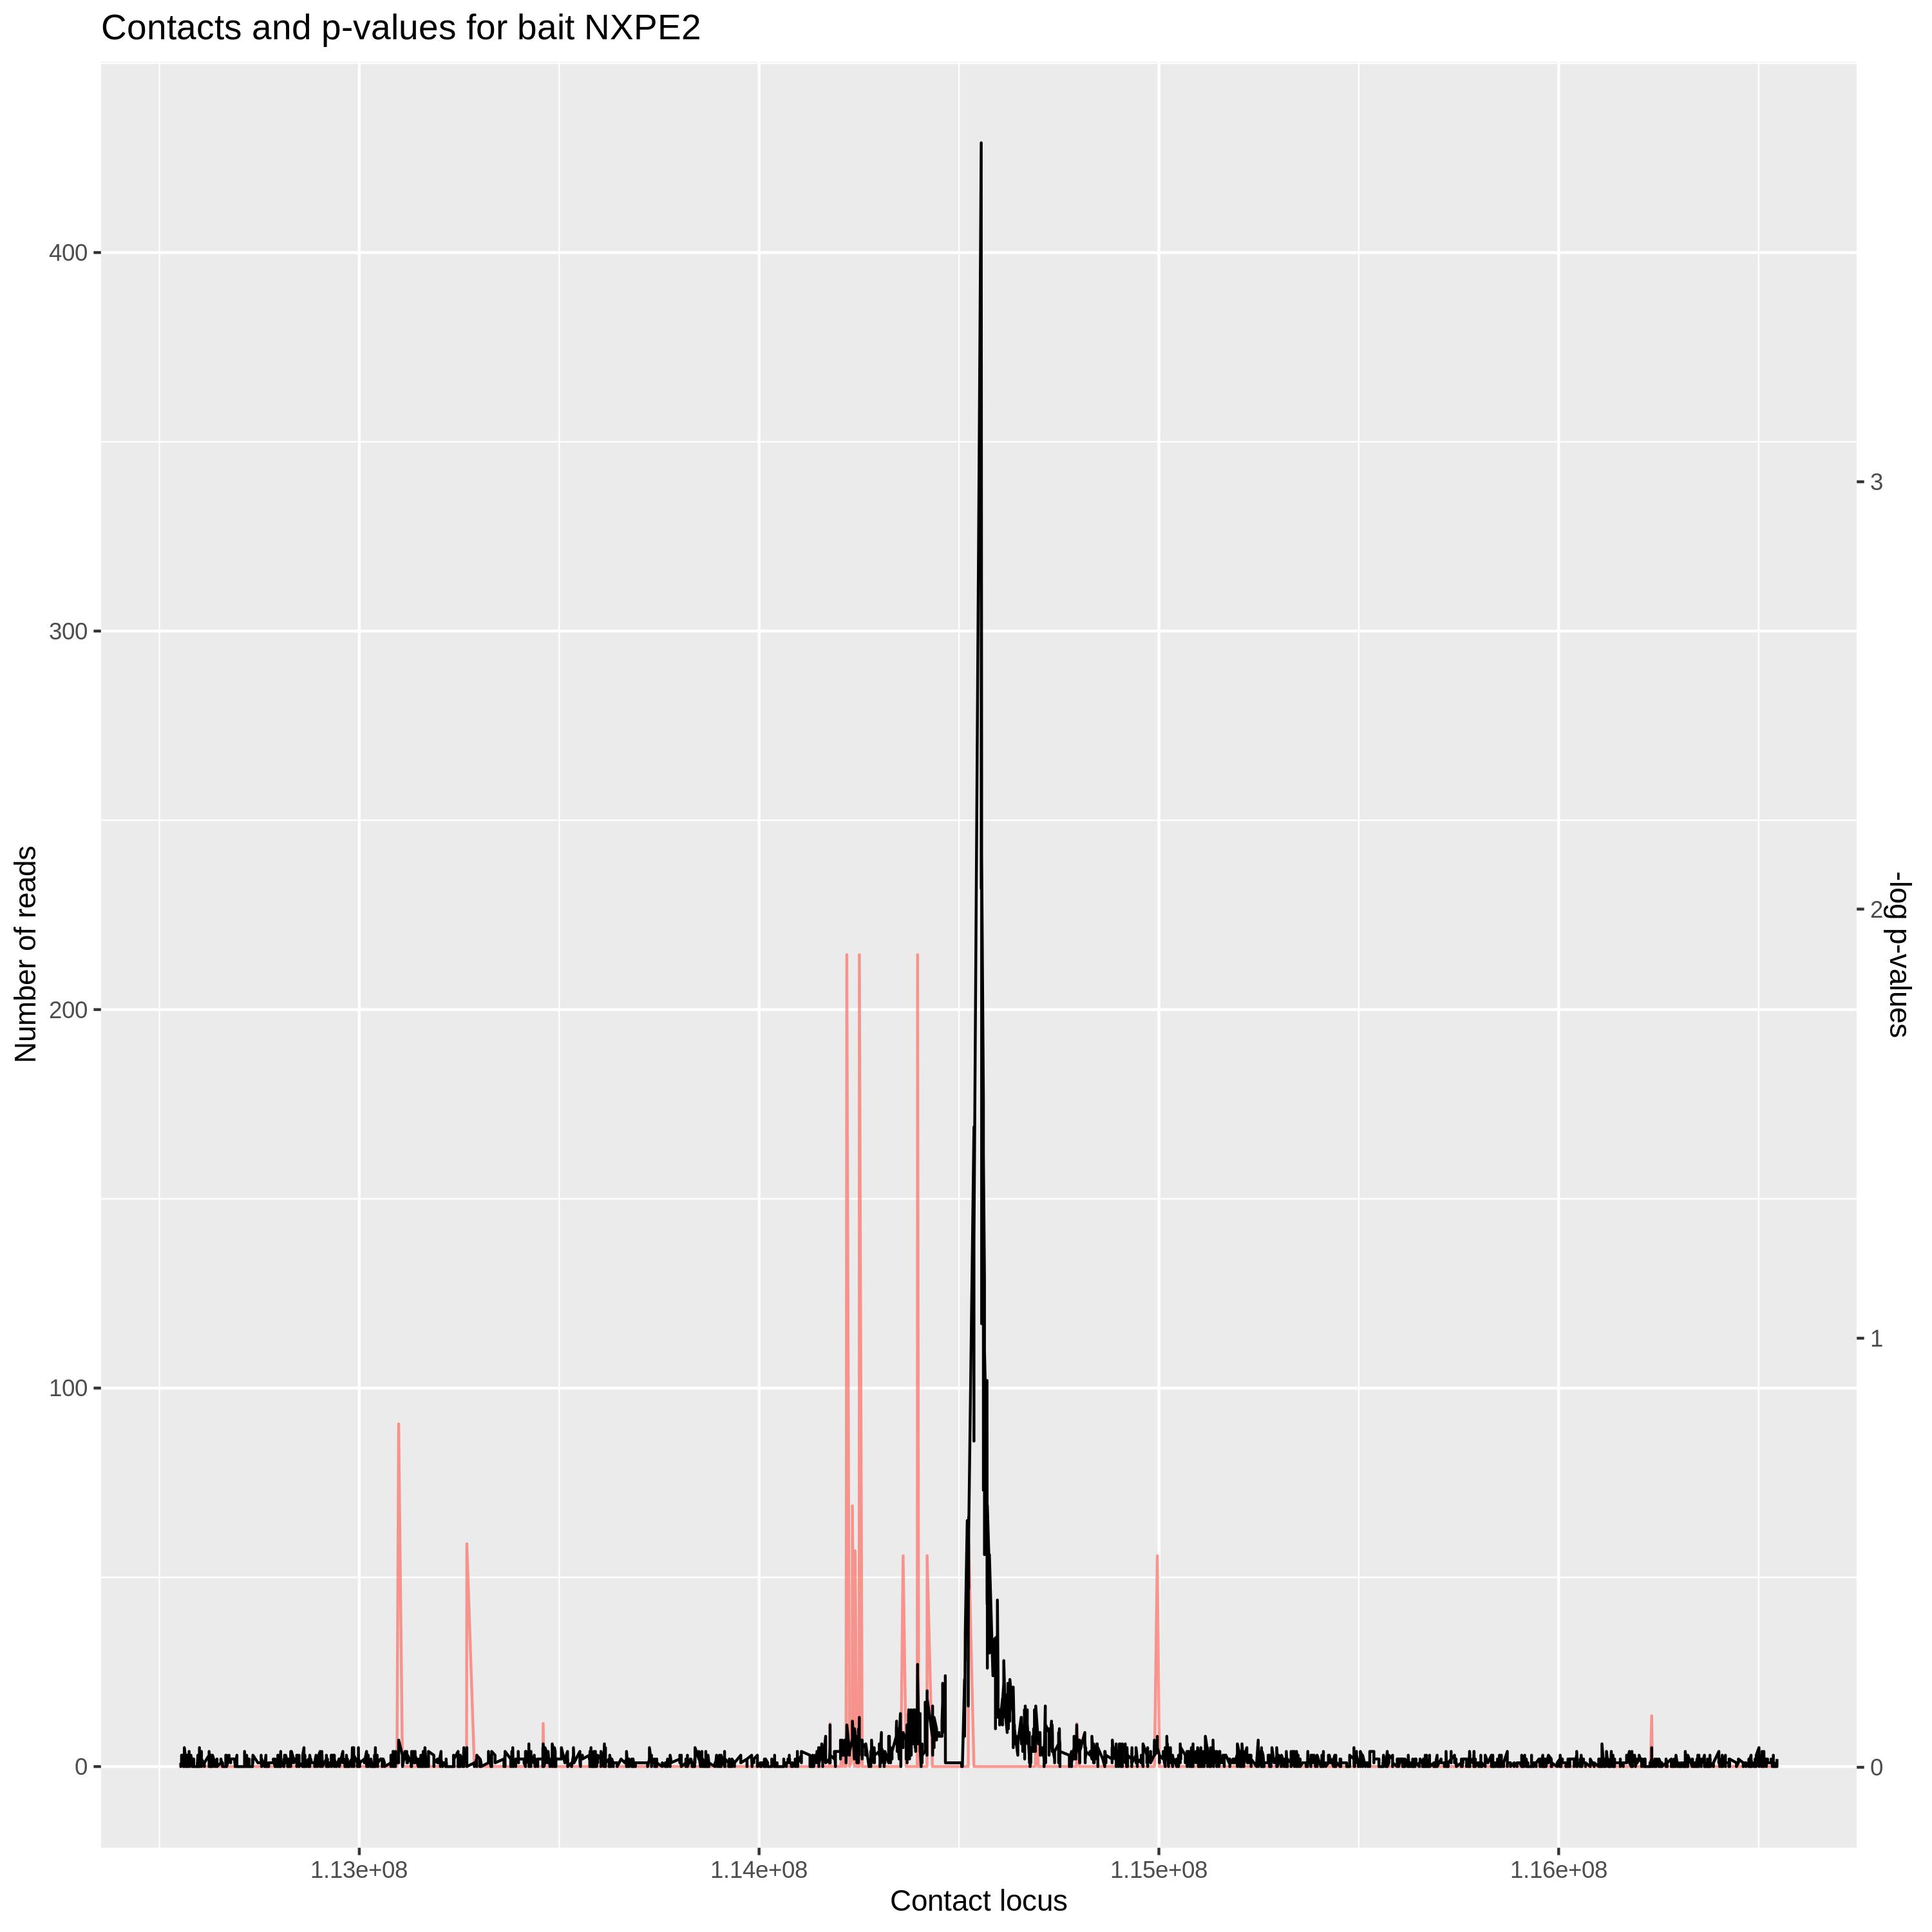 Contacts and p-values for bait NXPE2
Number of reads
400
300
200
100
0
3
2
1
0
-log p-values
1.13e+08
1.14e+08
1.15e+08
1.16e+08
Contact locus